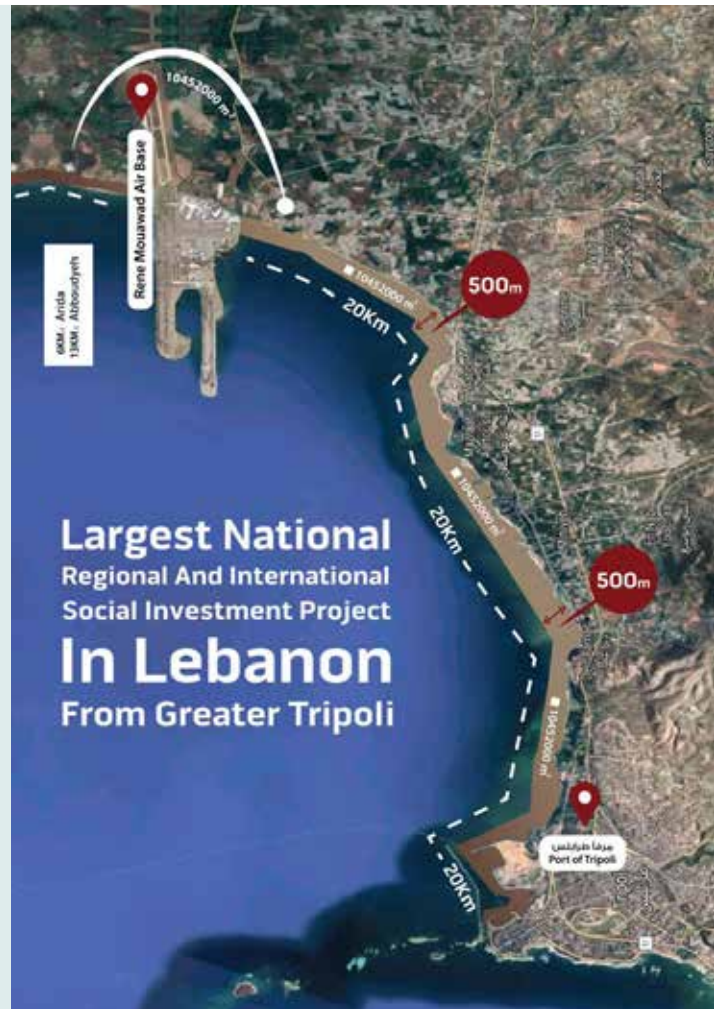 10452000 m²
Rene Mouawad Air Base
6KM: Arida
13KM: Abboudyeh
10452000 m²
20Km
500m
10452000 m²
20Km
500m
Largest National
Regional And International
Social Investment Project
In Lebanon
From Greater Tripoli
10452000 m²
مرفأ طرابلس
Port of Tripoli
20Km